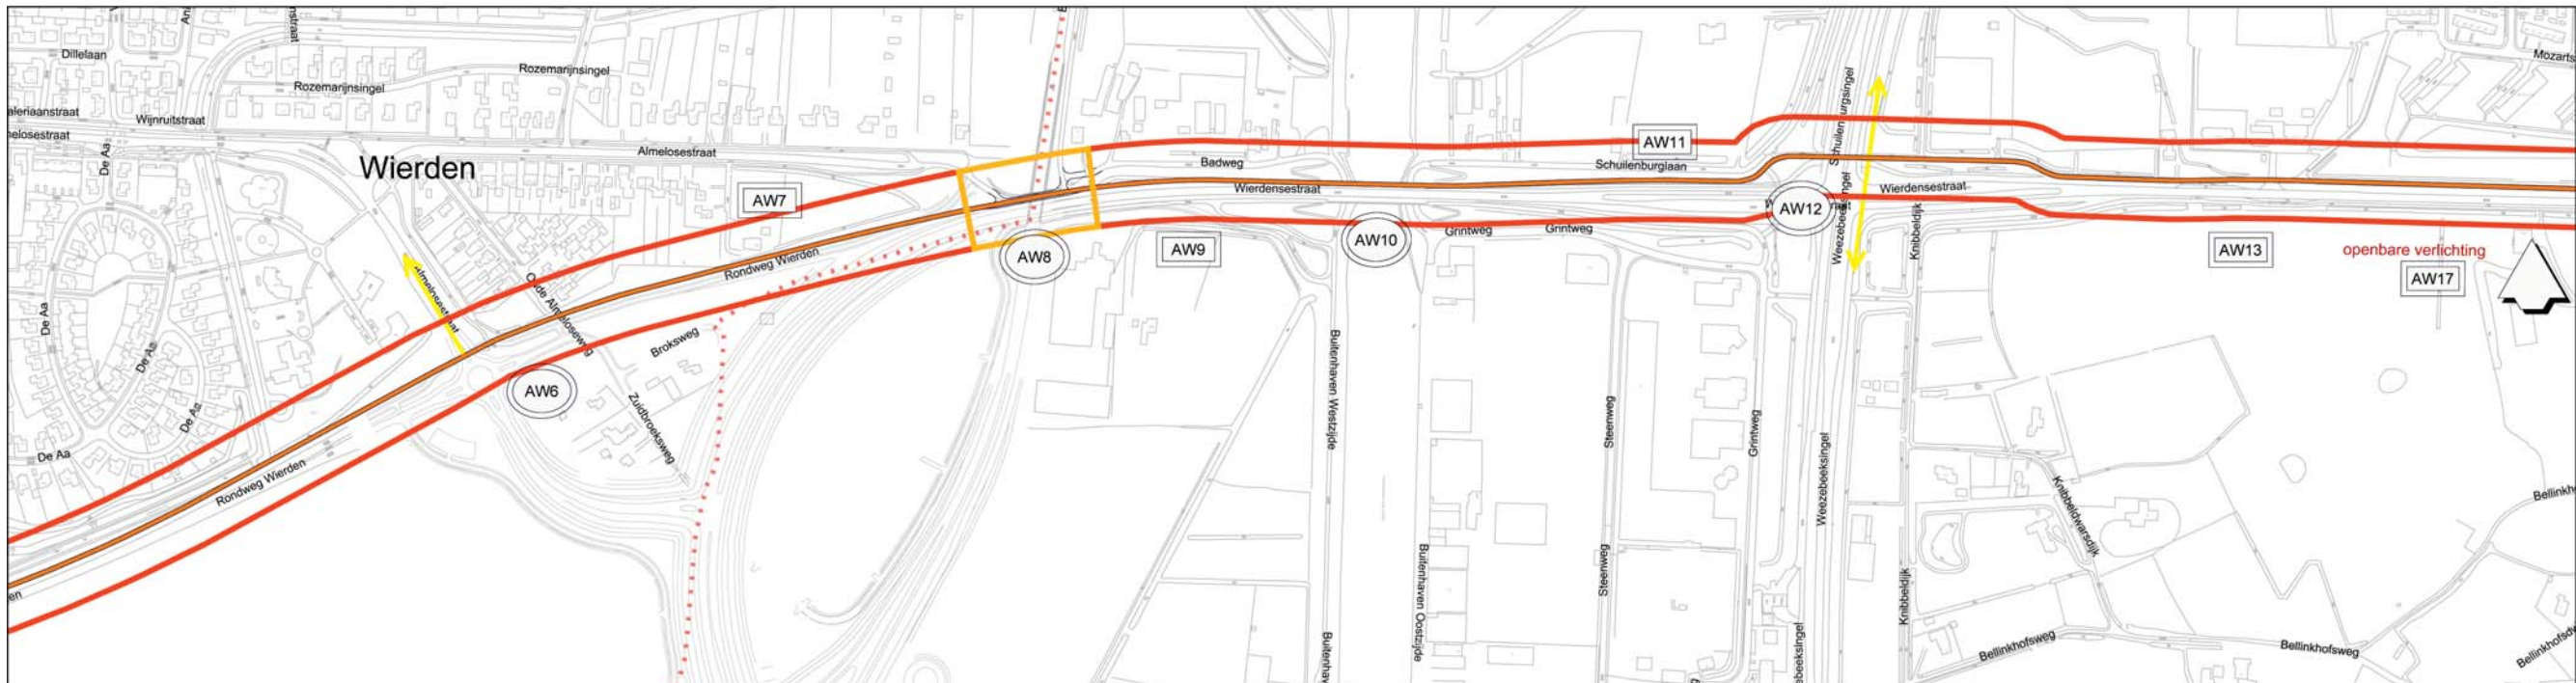 Dillelaan
Rozemarijnsingel
Rozemarijnsingel
Wijnruitstraat
Almelosestraat
De Aa
Wierden
AW7
Badweg
AW11
Schuilenburglaan
Wierdensestraat
Wierdensestraat
AW12
Knibbeldijk
Weezebeeksingel
Mozarts
AW8
AW9
AW10
Grintweg
Grintweg
AW13
openbare verlichting
AW17
Rondweg Wierden
Almelosestraat
Oude Almeloseweg
Broksweg
De Aa
De Aa
De Aa
De Aa
AW6
Zuidbroeksweg
Rondweg Wierden
Buitenhaven Westzijde
Buitenhaven Oostzijde
Steenweg
Steenweg
Grintweg
Weezebeeksingel
Knibbeldijk
Knibbeldwarsdijk
Bellinkhofsweg
Bellinkhofsweg